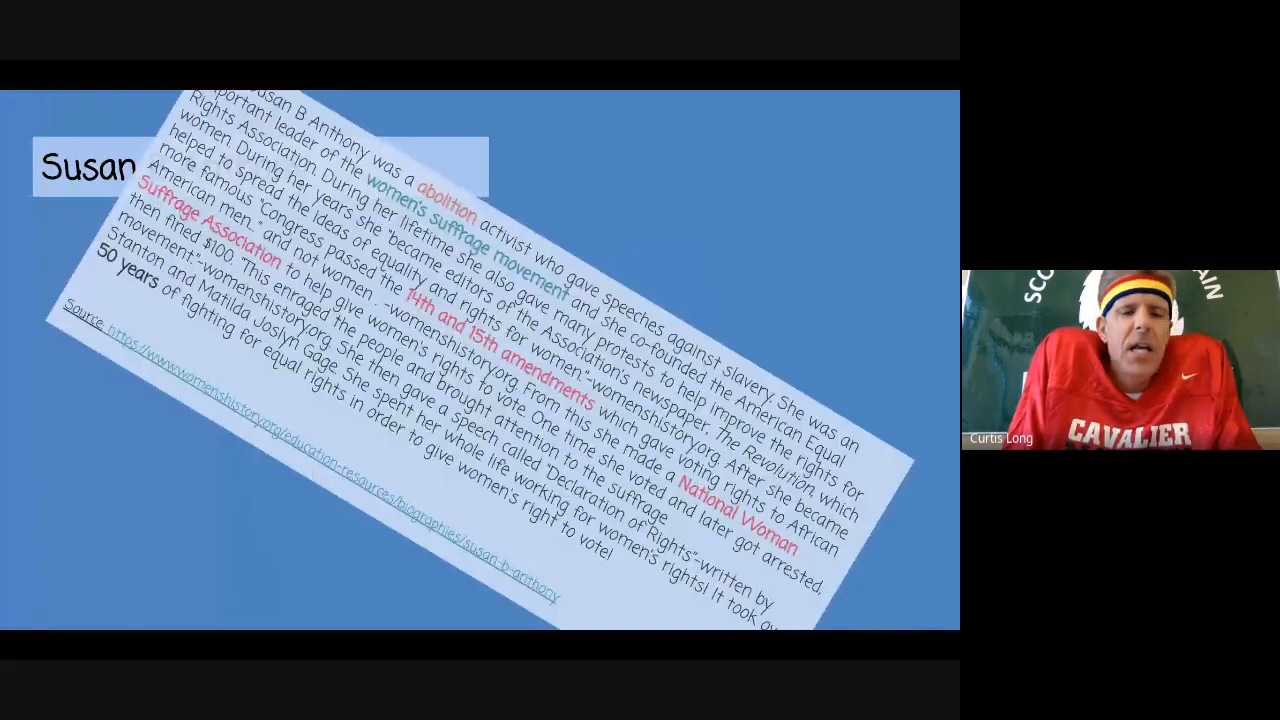 Susan
Susan B Anthony was a abolition activist who gave speeches against slavery. She was an
portant leader of the women's suffrage movement and she co-founded the American Equal
Rights Association. During her lifetime she also gave many protests to help improve the rights for
women. During her years she "became editors of the Association's newspaper, The Revolution, which
helped to spread the ideas of equality and rights for women."-womenshistory.org. After she became
more famous "Congress passed the 14th and 15th amendments which gave voting rights to African
American men.. and not women . "-womenshistory.org. From this she made a National Woman
Suffrage Association to help give women's rights to vote. One time she voted and later got arrested,
then fined $100. "This enraged the people and brought attention to the suffrage
movement"-womenshistory.org. She then gave a speech called "Declaration of Rights"-written by
Stanton and Matilda Joslyn Gage. She spent her whole life working for women's rights! It took ov
50 years of fighting for equal rights in order to give women's right to vote!
Source: https://www.womenshistory.org/education-resources/biographies/susan-b-anthony
SCO
AIN
CAVALIER
Curtis Long